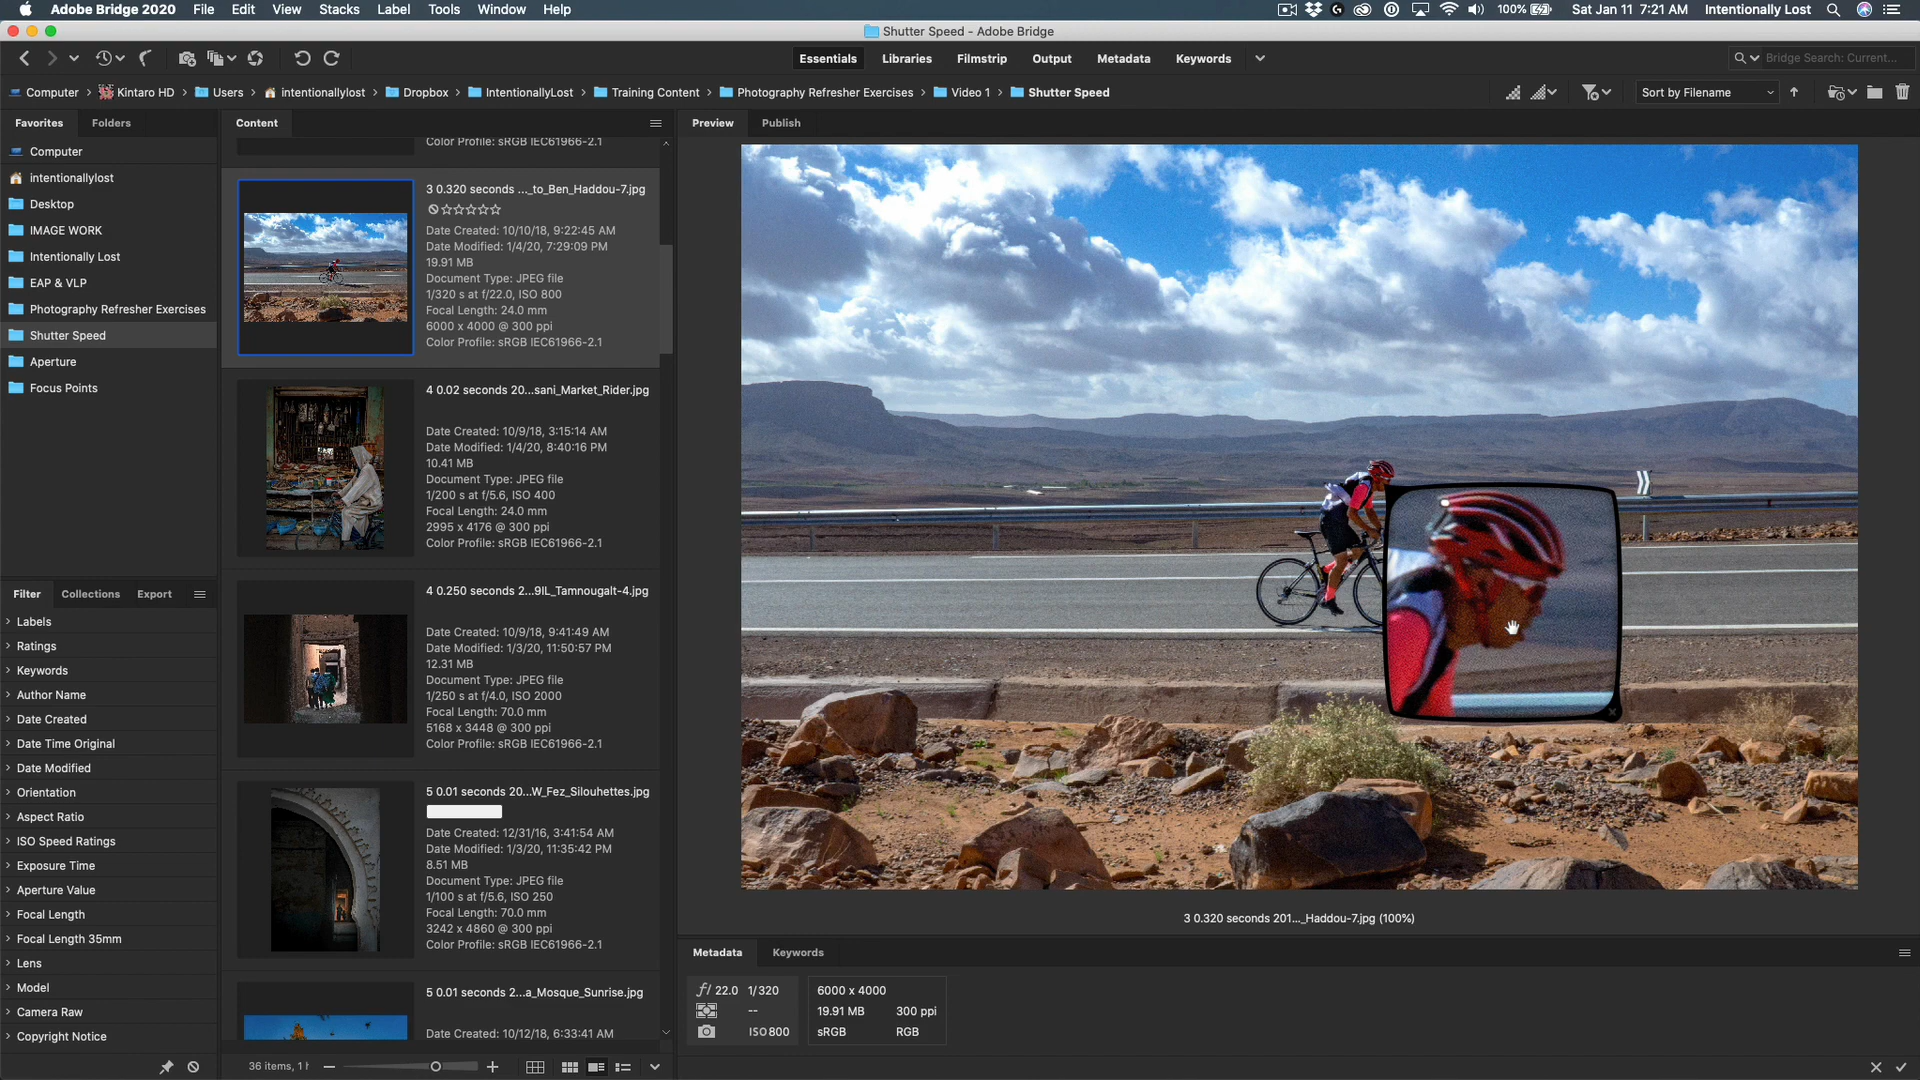 Adobe Bridge 2020 File Edit View Stacks Label Tools Window Help 100% Sat Jan 11 7:21 AM Intentionally Lost
Shutter Speed - Adobe Bridge
Essentials Libraries Filmstrip Output Metadata Keywords Bridge Search: Current...
Computer Kintaro HD Users intentionallylost Dropbox IntentionallyLost Training Content Photography Refresher Exercises Video 1 Shutter Speed Sort by Filename
Favorites Folders
Computer
intentionallylost
Desktop
IMAGE WORK
Intentionally Lost
EAP & VLP
Photography Refresher Exercises
Shutter Speed
Aperture
Focus Points
Filter Collections Export
Labels
Ratings
Keywords
Author Name
Date Created
Date Time Original
Date Modified
Orientation
Aspect Ratio
ISO Speed Ratings
Exposure Time
Aperture Value
Focal Length
Focal Length 35mm
Lens
Model
Camera Raw
Copyright Notice
Content
Color Profile: sRGB IEC61966-2.1
3 0.320 seconds ..._to_Ben_Haddou-7.jpg
Date Created: 10/10/18, 9:22:45 AM
Date Modified: 1/4/20, 7:29:09 PM
19.91 MB
Document Type: JPEG file
1/320 s at f/22.0, ISO 800
Focal Length: 24.0 mm
6000 x 4000 @ 300 ppi
Color Profile: sRGB IEC61966-2.1
4 0.02 seconds 20...sani_Market_Rider.jpg
Date Created: 10/9/18, 3:15:14 AM
Date Modified: 1/4/20, 8:40:16 PM
10.41 MB
Document Type: JPEG file
1/200 s at f/5.6, ISO 400
Focal Length: 24.0 mm
2995 x 4176 @ 300 ppi
Color Profile: sRGB IEC61966-2.1
4 0.250 seconds 2...9IL_Tamnougalt-4.jpg
Date Created: 10/9/18, 9:41:49 AM
Date Modified: 1/3/20, 11:50:57 PM
12.31 MB
Document Type: JPEG file
1/250 s at f/4.0, ISO 2000
Focal Length: 70.0 mm
5168 x 3448 @ 300 ppi
Color Profile: sRGB IEC61966-2.1
5 0.01 seconds 20...W_Fez_Silouhettes.jpg
Date Created: 12/31/16, 3:41:54 AM
Date Modified: 1/3/20, 11:35:42 PM
8.51 MB
Document Type: JPEG file
1/100 s at f/5.6, ISO 250
Focal Length: 70.0 mm
3242 x 4860 @ 300 ppi
Color Profile: sRGB IEC61966-2.1
5 0.01 seconds 2...a_Mosque_Sunrise.jpg
Date Created: 10/12/18, 6:33:41 AM
36 items, 1 h
Preview Publish
3 0.320 seconds 201..._Haddou-7.jpg (100%)
Metadata Keywords
f/ 22.0 1/320
--
ISO800
6000 x 4000
19.91 MB 300 ppi
sRGB RGB